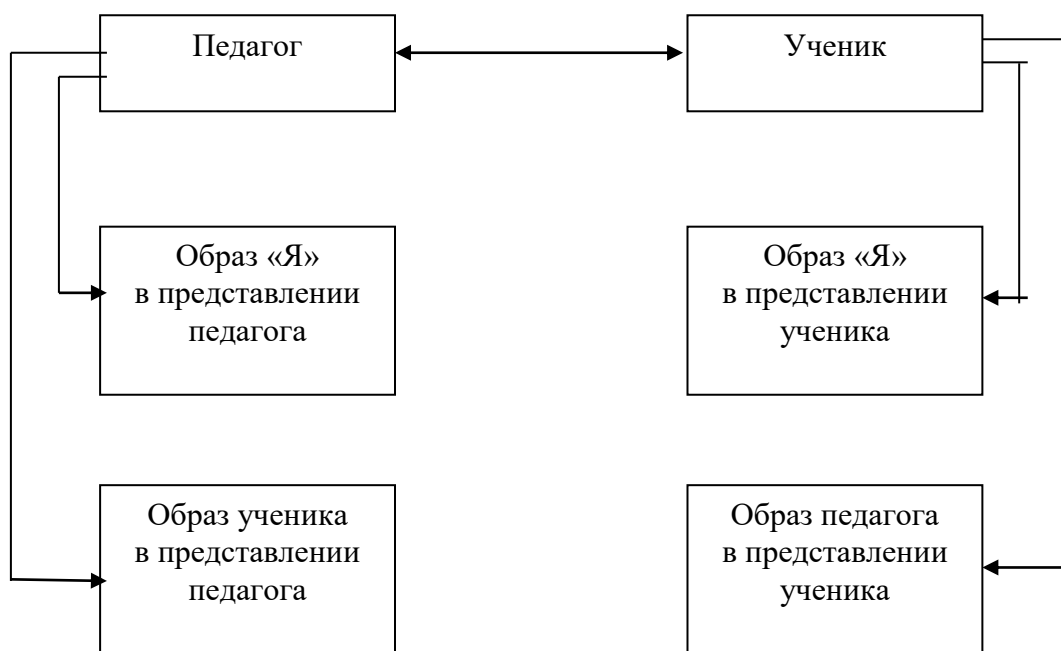 Педагог
Ученик
Образ «Я»
в представлении
педагога
Образ «Я»
в представлении
ученика
Образ ученика
в представлении
педагога
Образ педагога
в представлении
ученика